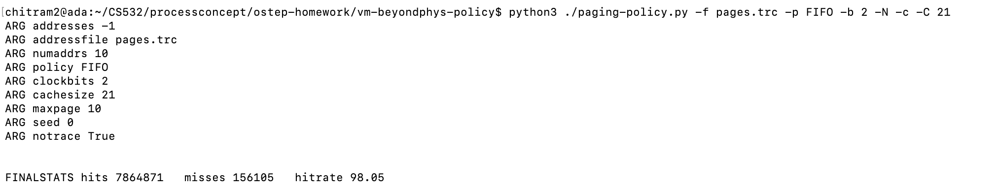 [chitram2@ada:~/CS532/processconcept/ostep-homework/vm-beyondphys-policy$ python3 ./paging-policy.py -f pages.trc -p FIFO -b 2 -N -c -C 21
ARG addresses -1
ARG addressfile pages.trc
ARG numaddrs 10
ARG policy FIFO
ARG clockbits 2
ARG cachesize 21
ARG maxpage 10
ARG seed 0
ARG notrace True
FINALSTATS hits 7864871   misses 156105   hitrate 98.05